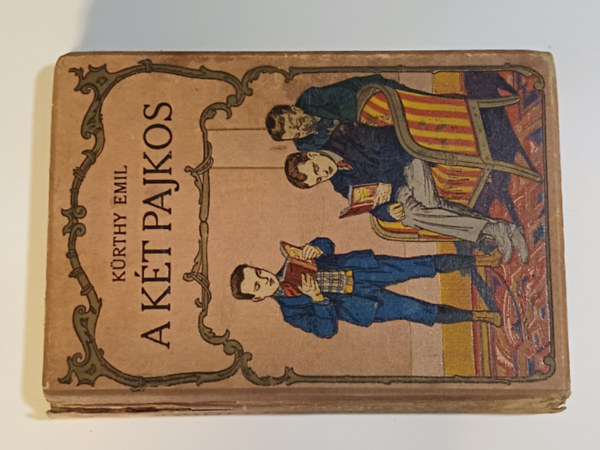 KÜRTHY EMIL
A KÉT PAJKOS